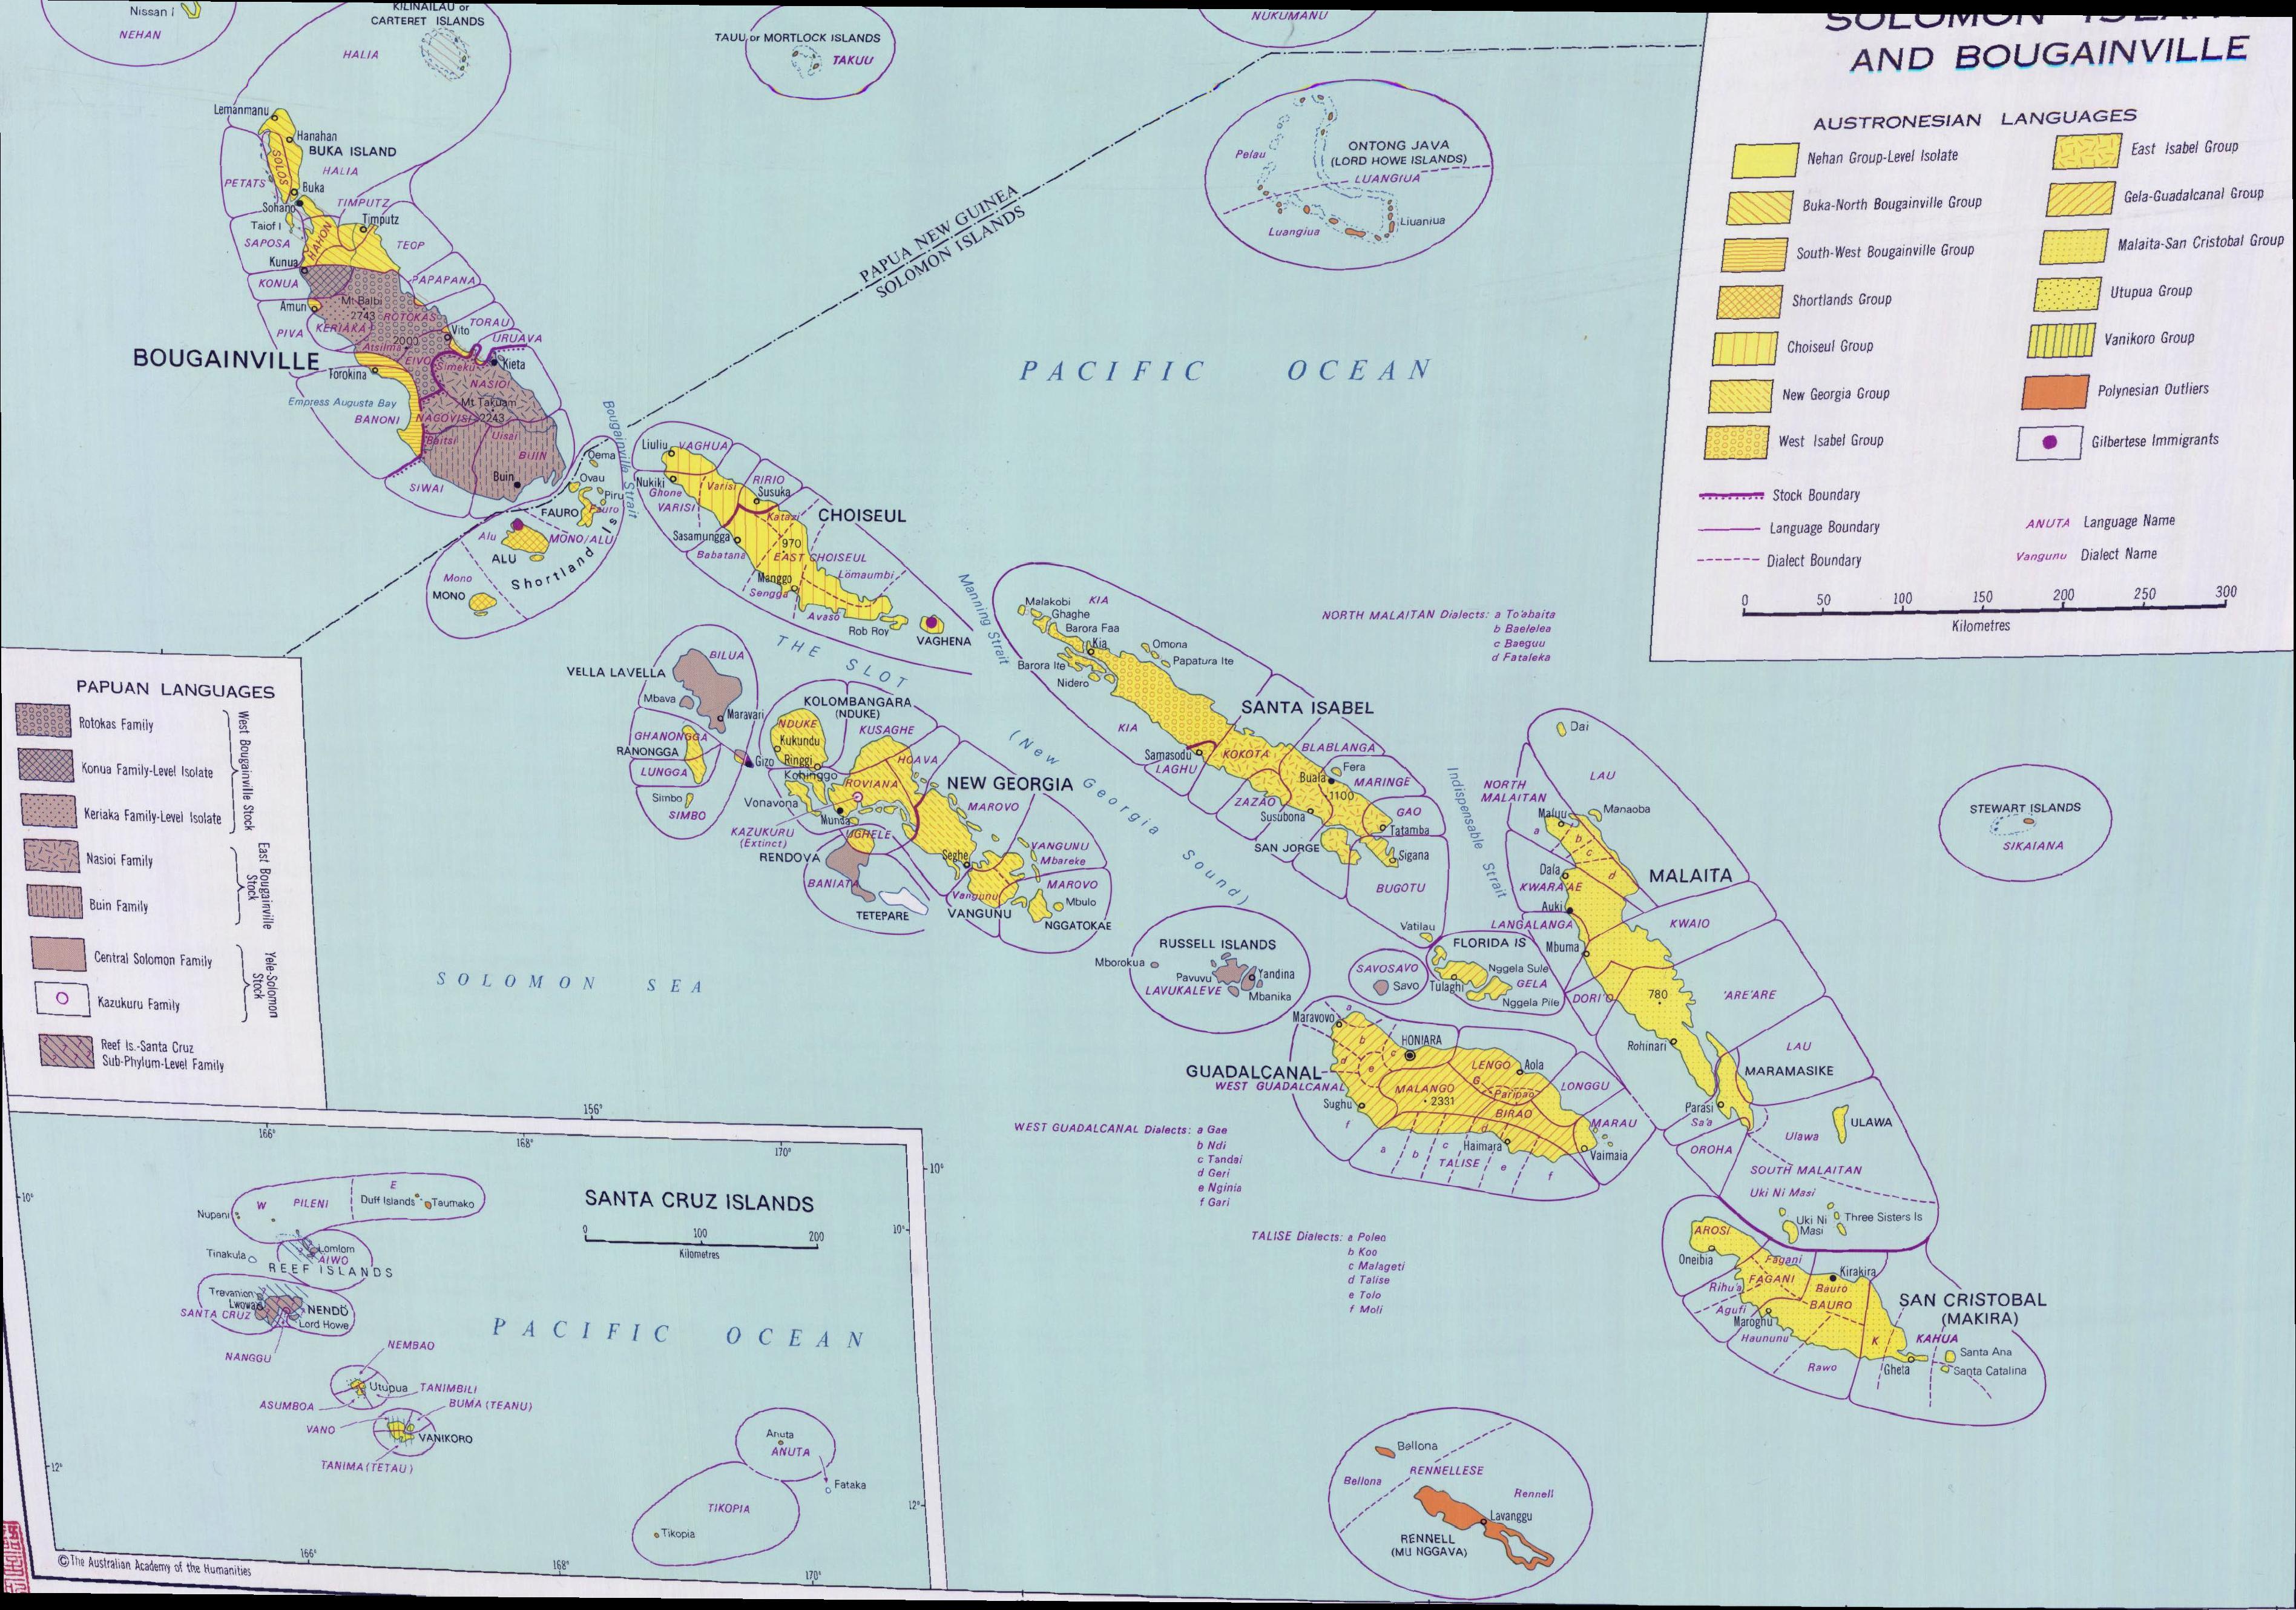 SOLOMON ISLAN
AND BOUGAINVILLE
AUSTRONESIAN LANGUAGES
Nehan Group-Level Isolate
Buka-North Bougainville Group
South-West Bougainville Group
Shortlands Group
Choiseul Group
New Georgia Group
West Isabel Group
East Isabel Group
Gela-Guadalcanal Group
Malaita-San Cristobal Group
Utupua Group
Vanikoro Group
Polynesian Outliers
Gilbertese Immigrants
Stock Boundary
Language Boundary
Dialect Boundary
ANUTA Language Name
Vangunu Dialect Name
0 50 100 150 200 250 300
Kilometres
Nissan I
NEHAN
KILINAILAU or
CARTERET ISLANDS
HALIA
TAUU or MORTLOCK ISLANDS
TAKUU
NUKUMANU
ONTONG JAVA
(LORD HOWE ISLANDS)
LUANGIUA
Pelau
Luangiua
Liuaniua
PAPUA NEW GUINEA
SOLOMON ISLANDS
PACIFIC OCEAN
Lemanmanu
Hanahan
BUKA ISLAND
HALIA
SOLOS
PETATS
Buka
Sohano
TIMPUTZ
Timputz
Taiof I
SAPOSA
HAHON
TEOP
Kunua
KONUA
PAPAPANA
Amun
Mt Balbi
2743
ROTOKAS
TORAU
PIVA
KERIAKA
Vito
URUAVA
Atsilima
2000
EIVO
Simeku
Kieta
BOUGAINVILLE
Torokina
NASIOI
Empress Augusta Bay
Mt Takuam
2243
BANONI
NAGOVISI
Baitsi
Uisai
BIJIN
SIWAI
Buin
Bougainville Strait
Oema
Ovau
Piru
Fauro
FAURO
Alu
MONO/ALU
ALU
Shortland Is
Mono
MONO
Liuliu
VAGHUA
Nukiki
Ghone
VARISI
Varisi
RIRIO
Susuka
Katazi
CHOISEUL
Sasamungga
970
Babatana
EAST CHOISEUL
Manggo
Lömaumbi
Sengga
Avaso
Rob Roy
VAGHENA
THE SLOT
(New Georgia Sound)
Manning Strait
VELLA LAVELLA
BILUA
Mbava
Maravari
GHANONGGA
RANONGGA
LUNGGA
Simbo
SIMBO
Gizo
KOLOMBANGARA
(NDUKE)
NDUKE
Kukundu
Ringgi
KUSAGHE
HOAVA
Kohinggo
ROVIANA
NEW GEORGIA
MAROVO
Vonavona
Munda
KAZUKURU
(Extinct)
UGHELE
RENDOVA
BANIATA
TETEPARE
Seghe
VANGUNU
Mbareke
Vangunu
VANGUNU
MAROVO
Mbulo
NGGATOKAE
Malakobi
KIA
Ghaghe
Barora Faa
Kia
Omona
Papatura Ite
Barora Ite
Nidero
KIA
SANTA ISABEL
Samasodu
LAGHU
KOKOTA
BLABLANGA
ZAZAO
Buala
Fera
MARINGE
1100
Susubona
GAO
Tatamba
SAN JORGE
Sigana
BUGOTU
Vatilau
Indispensable Strait
NORTH MALAITAN Dialects: a To'abaita
b Baelelea
c Baeguu
d Fataleka
Dai
LAU
NORTH
MALAITAN
Manaoba
Maluu
a
b
c
d
Dala
KWARA'AE
MALAITA
Auki
LANGALANGA
KWAIO
Mbuma
DORI'O
780
'ARE'ARE
Rohinari
LAU
MARAMASIKE
Parasi
Sa'a
OROHA
Ulawa
ULAWA
SOUTH MALAITAN
Uki Ni Masi
Uki Ni
Masi
Three Sisters Is
STEWART ISLANDS
SIKAIANA
RUSSELL ISLANDS
Mborokua
Pavuvu
Yandina
LAVUKALEVE
Mbanika
SAVOSAVO
Savo
FLORIDA IS
Nggela Sule
Tulaghi
GELA
Nggela Pile
Maravovo
a
b
c
d
e
HONIARA
GUADALCANAL
WEST GUADALCANAL
LENGO
Aola
G
Paripao
LONGGU
MALANGO
2331
BIRAO
Sughu
f
MARAU
d
Haimara
Vaimaia
a
b
c
TALISE
e
f
WEST GUADALCANAL Dialects: a Gae
b Ndi
c Tandai
d Geri
e Nginia
f Gari
TALISE Dialects: a Poleo
b Koo
c Malageti
d Talise
e Tolo
f Moli
AROSI
Oneibia
Fagani
FAGANI
Kirakira
Rihu'a
Bauro
BAURO
Agufi
Maroghu
Haununu
SAN CRISTOBAL
(MAKIRA)
K
KAHUA
Rawo
Gheta
Santa Ana
Santa Catalina
Bellona
RENNELLESE
Bellona
Rennell
Lavanggu
RENNELL
(MU NGGAVA)
SOLOMON SEA
PAPUAN LANGUAGES
Rotokas Family
Konua Family-Level Isolate
Keriaka Family-Level Isolate
West Bougainville Stock
Nasioi Family
Buin Family
East Bougainville
Stock
Central Solomon Family
Kazukuru Family
Yele-Solomon
Stock
Reef Is.-Santa Cruz
Sub-Phylum-Level Family
156°
166°
168°
170°
10°
10°
10°
SANTA CRUZ ISLANDS
0 100 200
Kilometres
W
PILENI
E
Duff Islands
Taumako
Nupani
Tinakula
Lomlom
AIWO
REEF ISLANDS
Trevanion
Lwowa
SANTA CRUZ
NENDÖ
Lord Howe
NANGGU
PACIFIC OCEAN
NEMBAO
Utupua
TANIMBILI
ASUMBOA
BUMA (TEANU)
VANO
VANIKORO
TANIMA (TETAU)
Anuta
ANUTA
Fataka
TIKOPIA
Tikopia
12°
12°
166°
168°
170°
©The Australian Academy of the Humanities